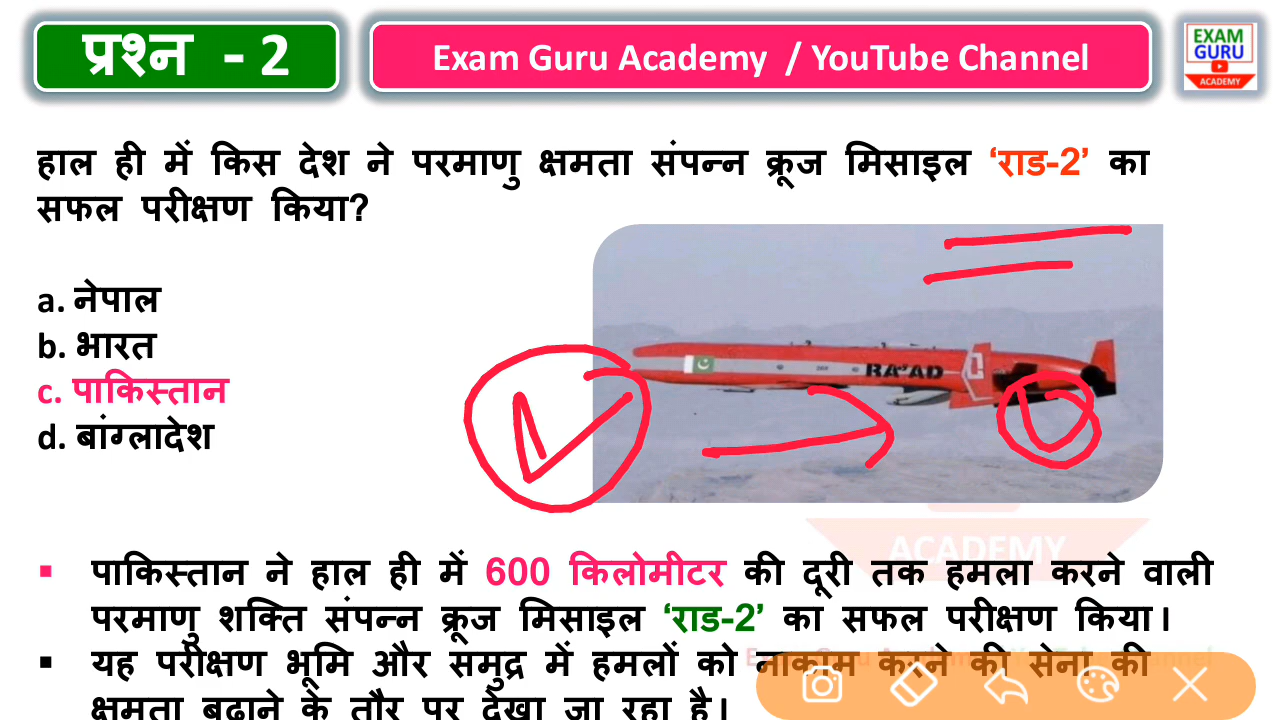 प्रश्न - 2
Exam Guru Academy / YouTube Channel
EXAM
GURU
ACADEMY
हाल ही में किस देश ने परमाणु क्षमता संपन्न क्रूज मिसाइल ‘राड-2’ का
सफल परीक्षण किया?
a. नेपाल
b. भारत
c. पाकिस्तान
d. बांग्लादेश
RA'AD
ACADEMY
पाकिस्तान ने हाल ही में 600 किलोमीटर की दूरी तक हमला करने वाली
परमाणु शक्ति संपन्न क्रूज मिसाइल ‘राड-2’ का सफल परीक्षण किया।
यह परीक्षण भूमि और समुद्र में हमलों को नाकाम करने की सेना की
क्षमता बढ़ाने के तौर पर देखा जा रहा है।